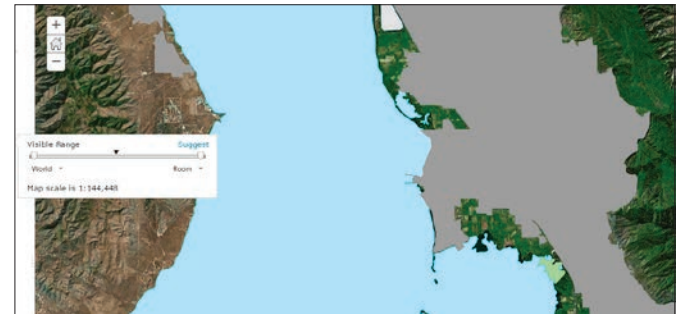 +
−
Visible Range Suggest
World Room
Map scale is 1:144,448